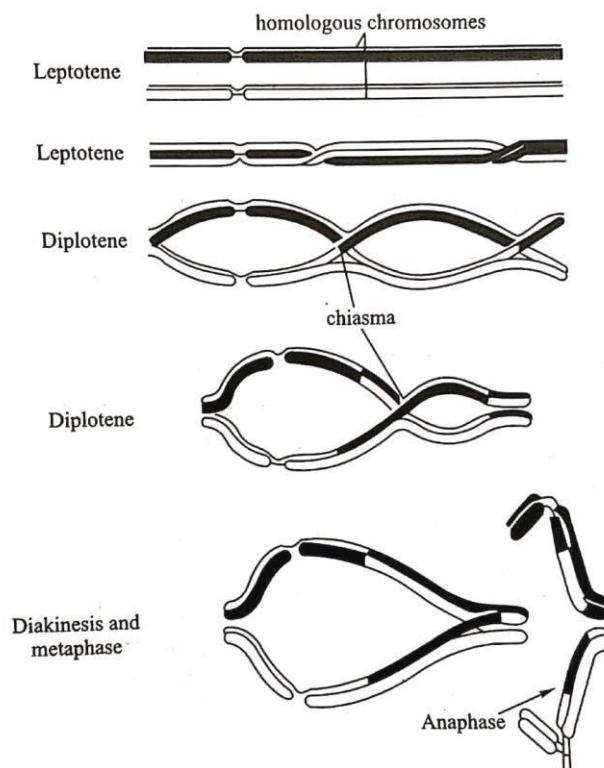 homologous chromosomes
Leptotene
Leptotene
Diplotene
chiasma
Diplotene
Diakinesis and
metaphase
Anaphase